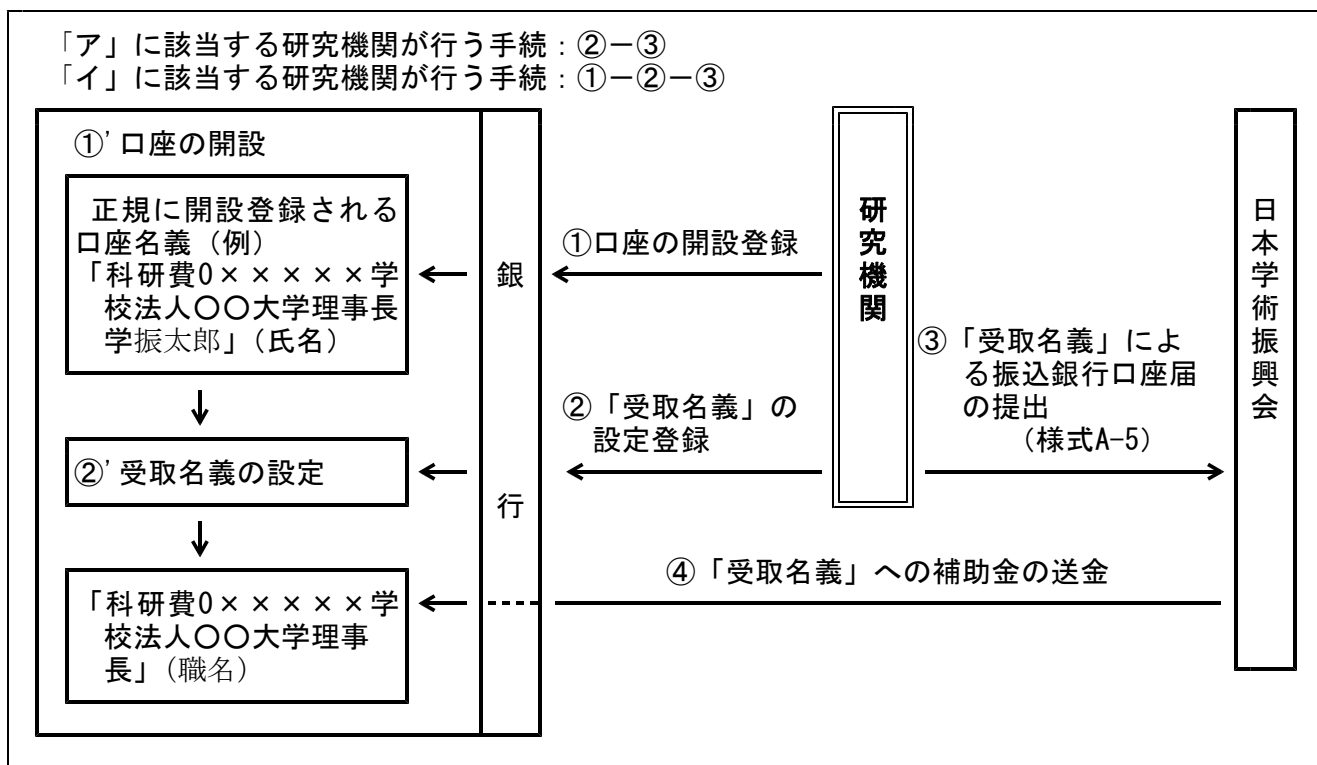 「ア」に該当する研究機関が行う手続：②－③
「イ」に該当する研究機関が行う手続：①－②－③
①’口座の開設
正規に開設登録される
口座名義（例）
「科研費0×××××学
校法人〇〇大学理事長
学振太郎」（氏名）
②’受取名義の設定
「科研費0×××××学
校法人〇〇大学理事
長」（職名）
銀
行
①口座の開設登録
②「受取名義」の
設定登録
研
究
機
関
③「受取名義」によ
る振込銀行口座届
の提出
（様式A-5）
④「受取名義」への補助金の送金
日
本
学
術
振
興
会